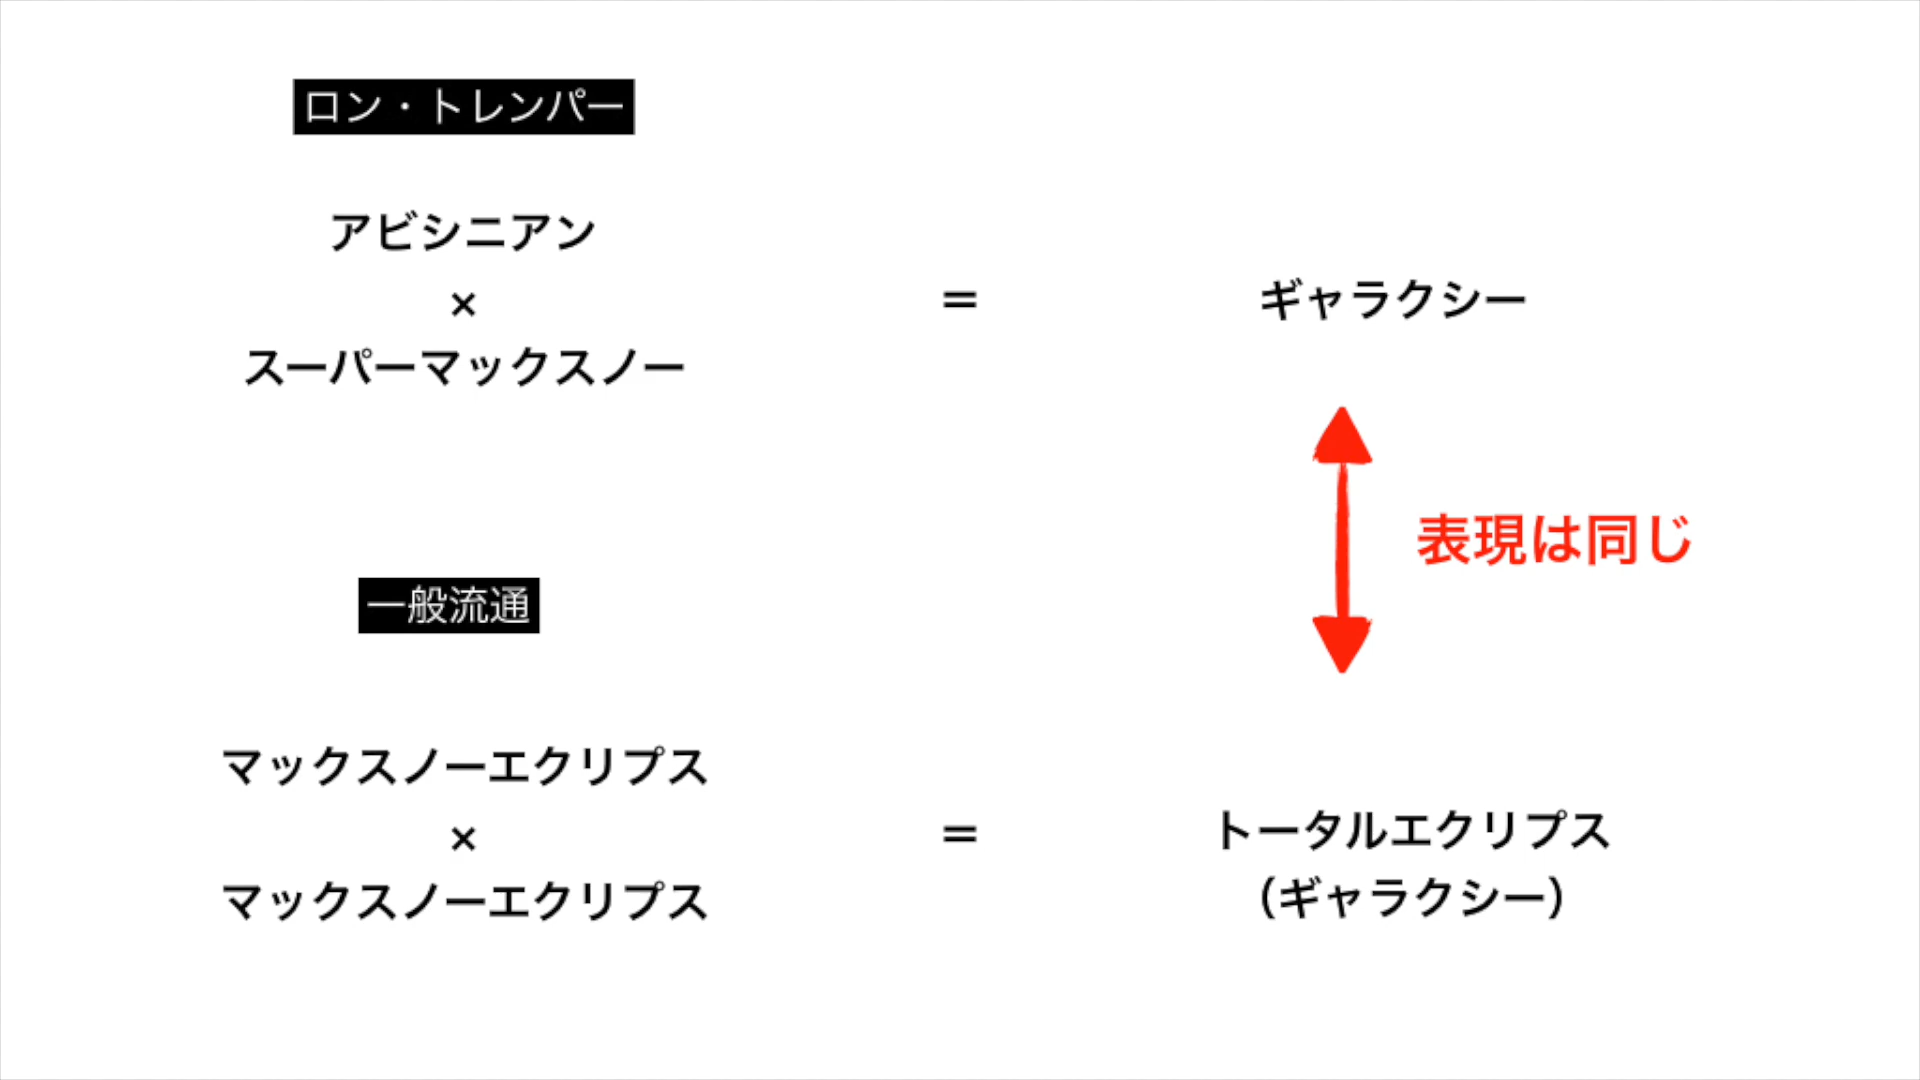 ロン・トレンパー
アビシニアン
×
スーパーマックスノー
=
ギャラクシー
表現は同じ
一般流通
マックスノーエクリプス
×
マックスノーエクリプス
=
トータルエクリプス
（ギャラクシー）